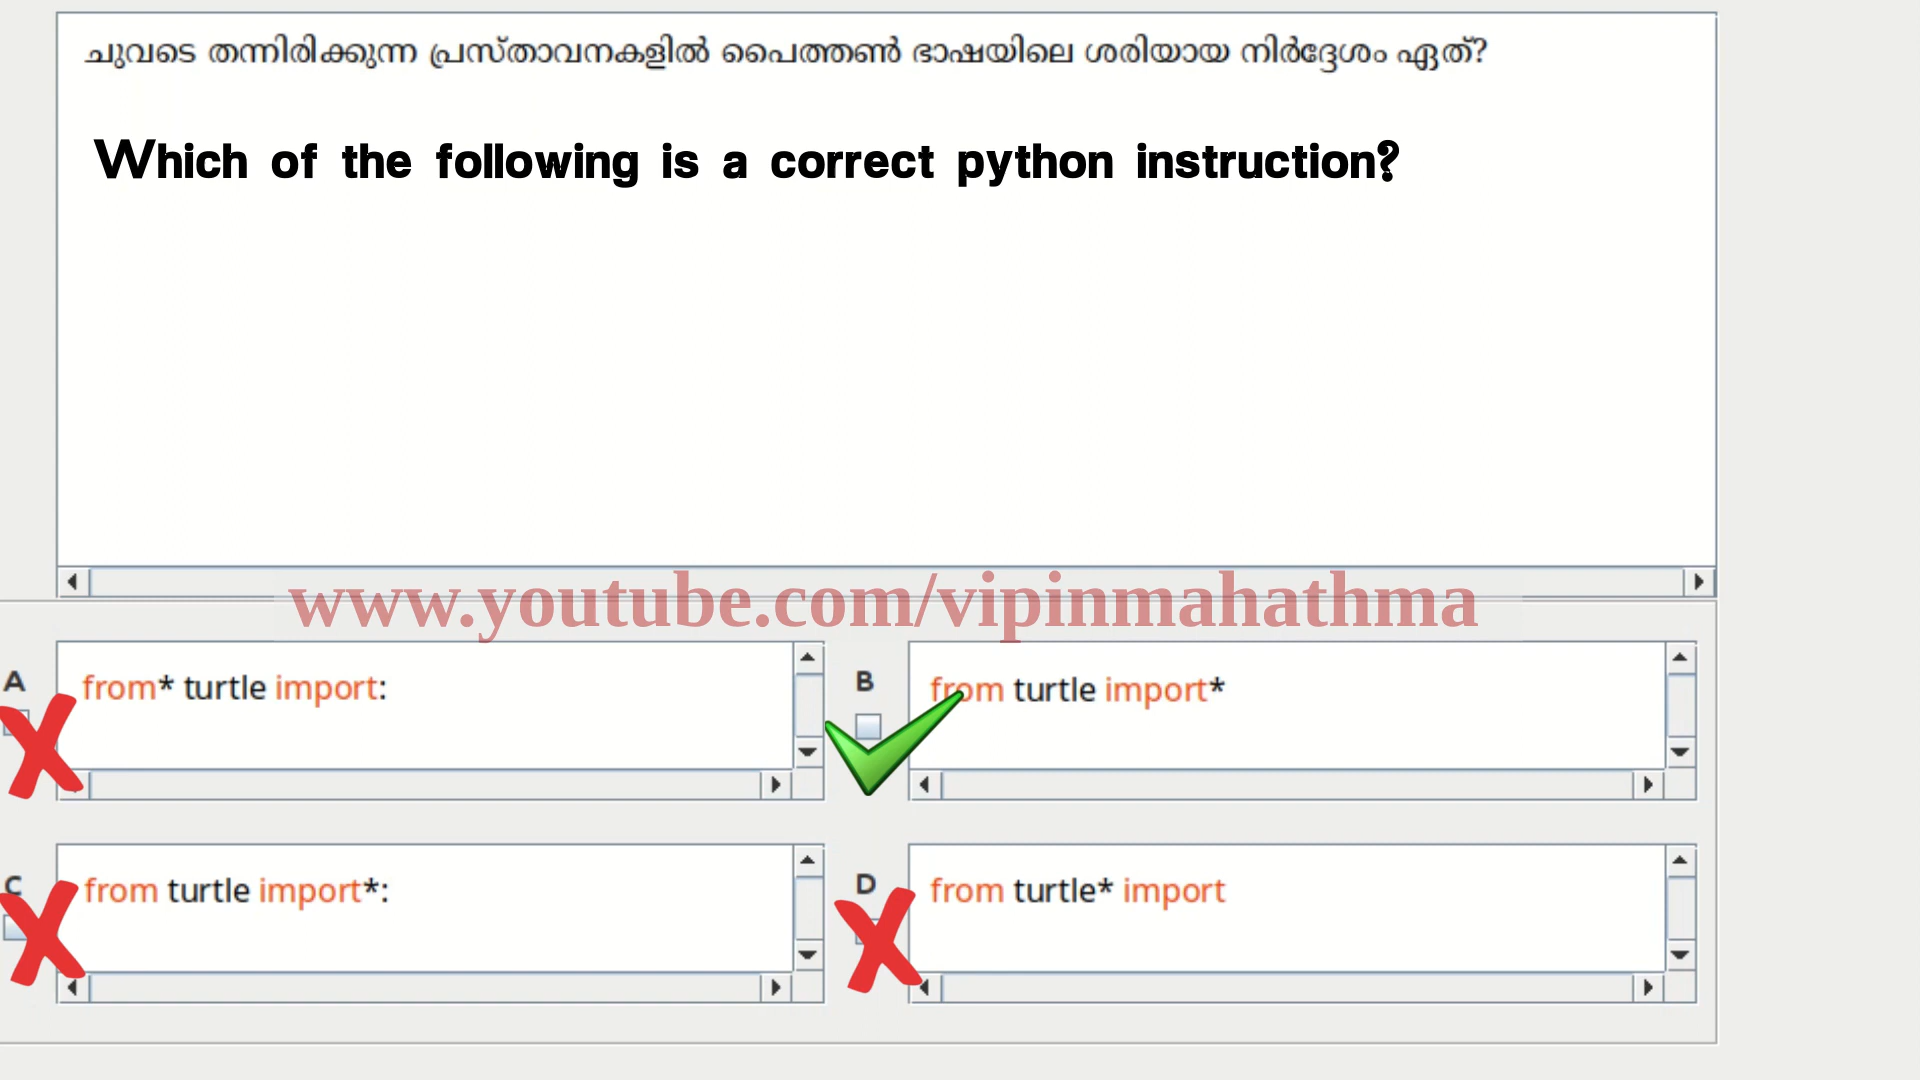 ചുവടെ തന്നിരിക്കുന്ന പ്രസ്താവനകളിൽ പൈത്തൺ ഭാഷയിലെ ശരിയായ നിർദ്ദേശം ഏത്?
Which of the following is a correct python instruction?
www.youtube.com/vipinmahathma
A
from* turtle import:
B
from turtle import*
C
from turtle import*:
D
from turtle* import